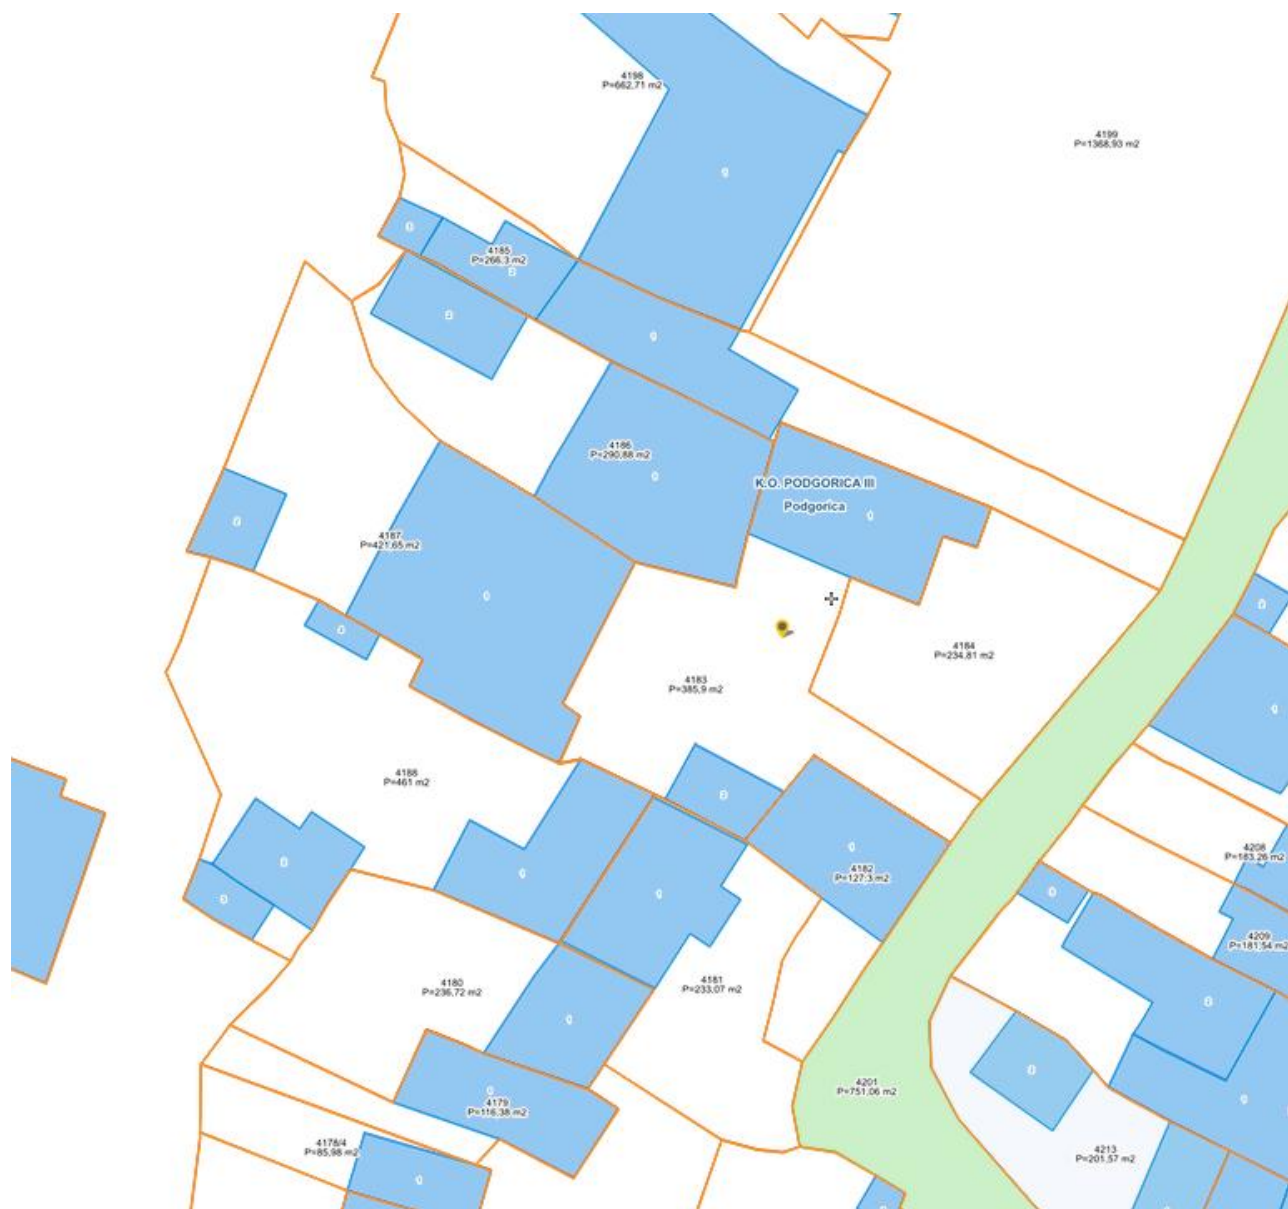 4198
P=662,71 m2
4199
P=1368,93 m2
4185
P=266,3 m2
4186
P=290,88 m2
K.O. PODGORICA III
Podgorica
4187
P=421,65 m2
4184
P=234,81 m2
4183
P=385,9 m2
4188
P=461 m2
4182
P=127,3 m2
4208
P=183,26 m2
4209
P=181,54 m2
4180
P=236,72 m2
4181
P=233,07 m2
4201
P=751,06 m2
4179
P=116,38 m2
4178/4
P=85,98 m2
4213
P=201,57 m2